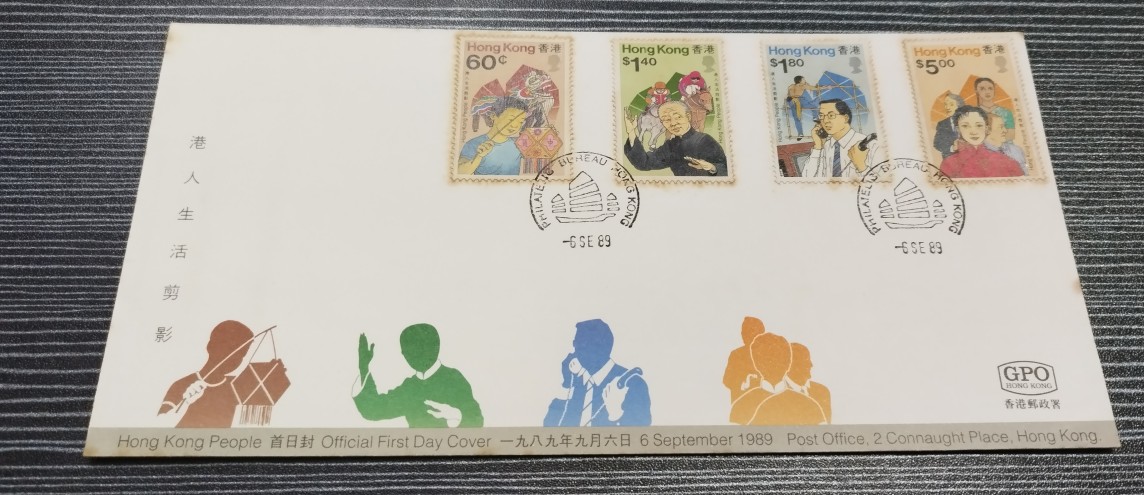 Hong Kong 香港
60¢
Hong Kong 香港
$1.40
Hong Kong 香港
$1.80
Hong Kong 香港
$5.00
PHILATELIC BUREAU HONG KONG
-6 SE 89
PHILATELIC BUREAU HONG KONG
-6 SE 89
港人生活剪影
GPO
HONG KONG
香港郵政署
Hong Kong People 首日封 Official First Day Cover 一九八九年九月六日 6 September 1989 Post Office, 2 Connaught Place, Hong Kong.